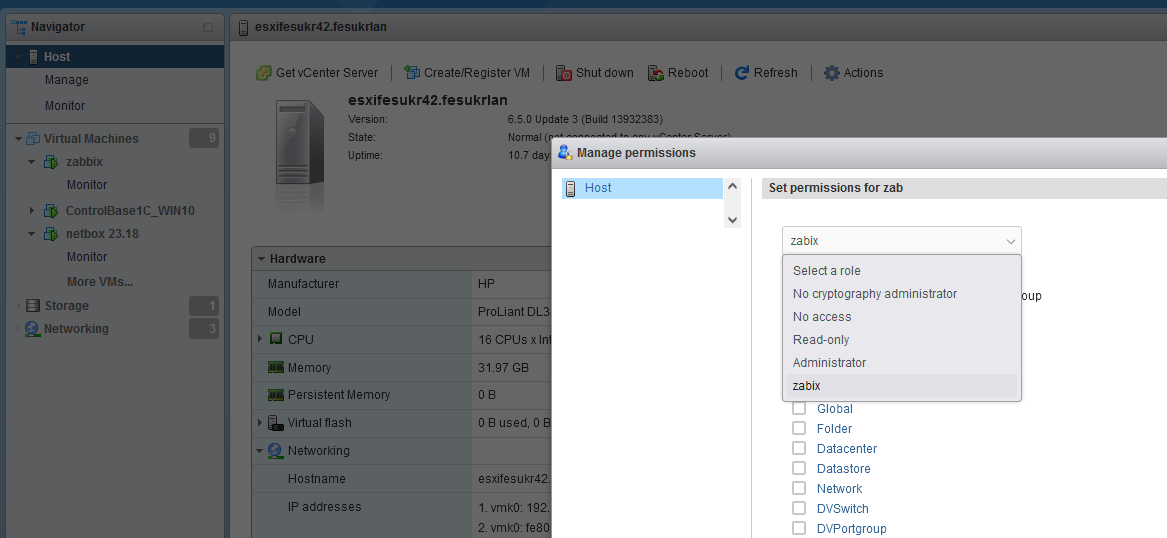 Navigator
Host
Manage
Monitor
Virtual Machines
9
zabbix
Monitor
ControlBase1C_WIN10
netbox 23.18
Monitor
More VMs...
Storage
1
Networking
3
esxifesukr42.fesukrlan
Get vCenter Server
Create/Register VM
Shut down
Reboot
Refresh
Actions
esxifesukr42.fesukrlan
Version: 6.5.0 Update 3 (Build 13932383)
State: Normal (not connected to any vCenter Server)
Uptime: 10.7 day
Hardware
Manufacturer HP
Model ProLiant DL3
CPU 16 CPUs x Int
Memory 31.97 GB
Persistent Memory 0 B
Virtual flash 0 B used, 0 B
Networking
Hostname esxifesukr42.
IP addresses 1. vmk0: 192.
2. vmk0: fe80
Manage permissions
Host
Set permissions for zab
zabix
Select a role
No cryptography administrator
oup
No access
Read-only
Administrator
zabix
Global
Folder
Datacenter
Datastore
Network
DVSwitch
DVPortgroup